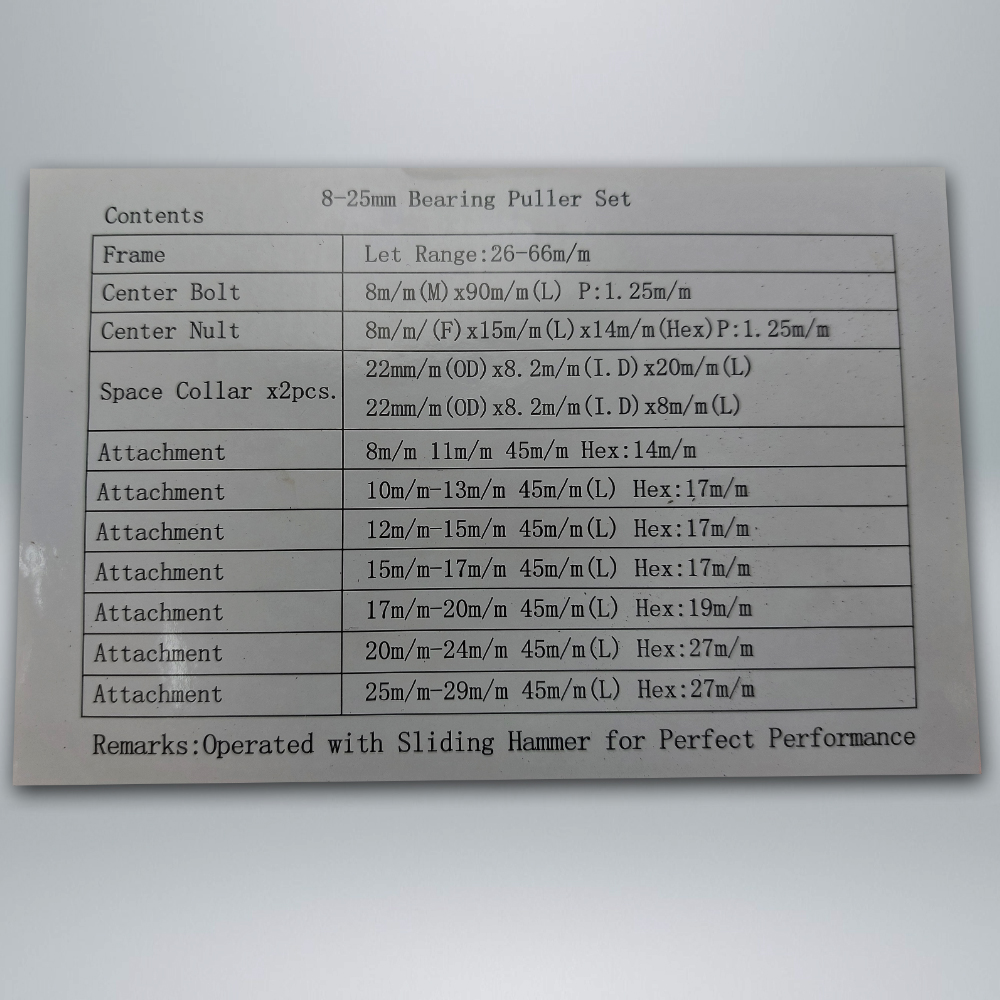 8-25mm Bearing Puller Set
Contents
Frame Let Range:26-66m/m
Center Bolt 8m/m(M)x90m/m(L) P:1.25m/m
Center Nult 8m/m/(F)x15m/m(L)x14m/m(Hex)P:1.25m/m
Space Collar x2pcs. 22mm/m(OD)x8.2m/m(I.D)x20m/m(L)
22mm/m(OD)x8.2m/m(I.D)x8m/m(L)
Attachment 8m/m 11m/m 45m/m Hex:14m/m
Attachment 10m/m-13m/m 45m/m(L) Hex:17m/m
Attachment 12m/m-15m/m 45m/m(L) Hex:17m/m
Attachment 15m/m-17m/m 45m/m(L) Hex:17m/m
Attachment 17m/m-20m/m 45m/m(L) Hex:19m/m
Attachment 20m/m-24m/m 45m/m(L) Hex:27m/m
Attachment 25m/m-29m/m 45m/m(L) Hex:27m/m
Remarks:Operated with Sliding Hammer for Perfect Performance